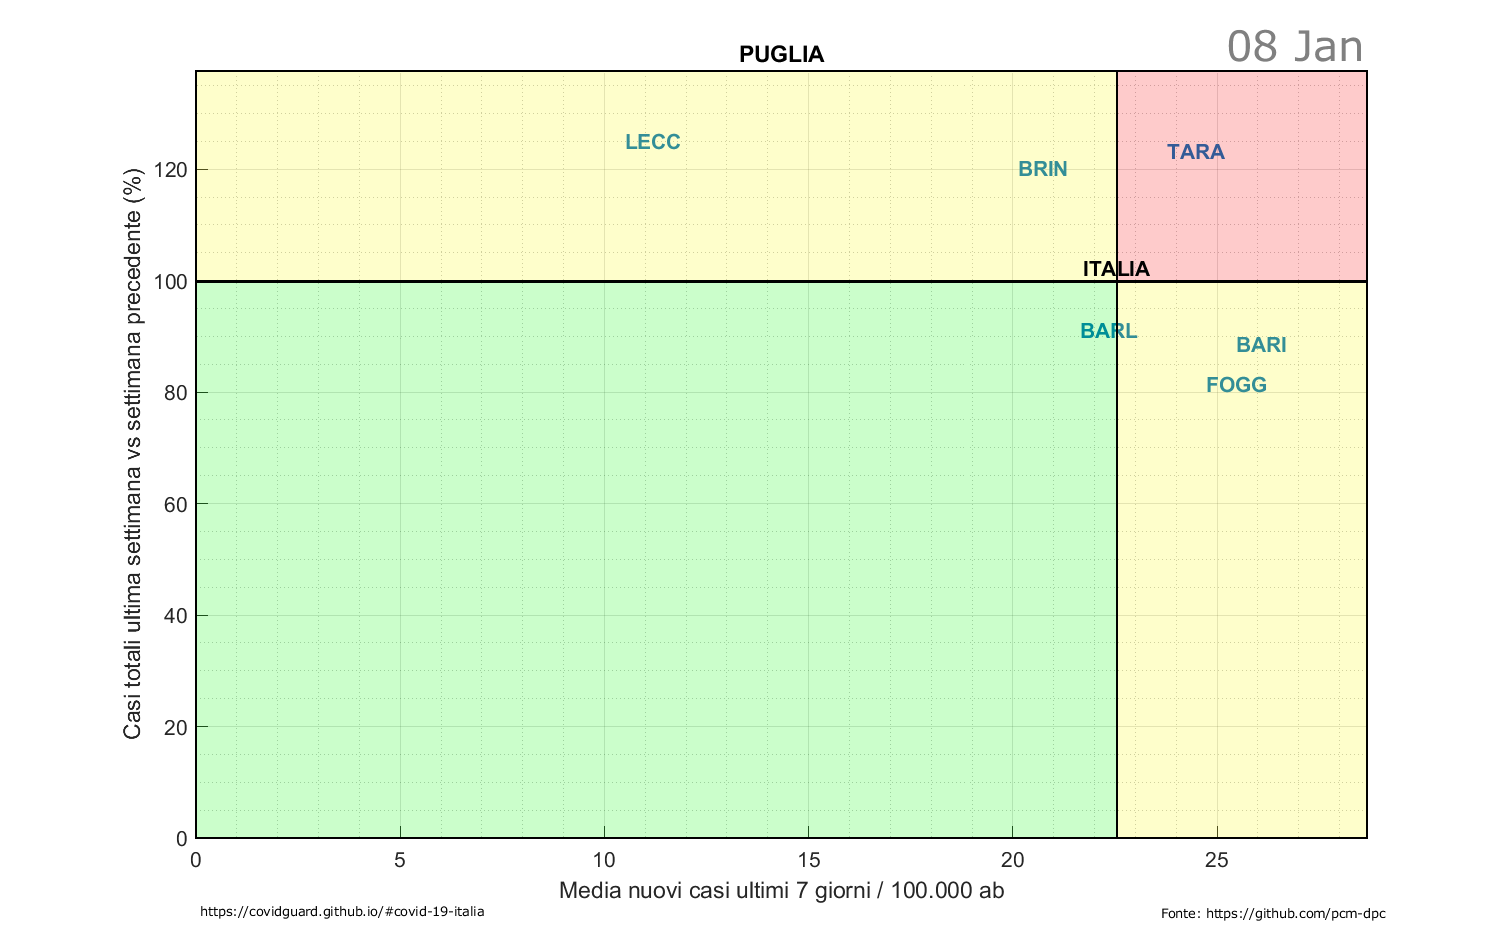 08 Jan
PUGLIA
LECC
BRIN
TARA
ITALIA
BARL
BARI
FOGG
Casi totali ultima settimana vs settimana precedente (%)
120
100
80
60
40
20
0
0 5 10 15 20 25
Media nuovi casi ultimi 7 giorni / 100.000 ab
https://covidguard.github.io/#covid-19-italia
Fonte: https://github.com/pcm-dpc